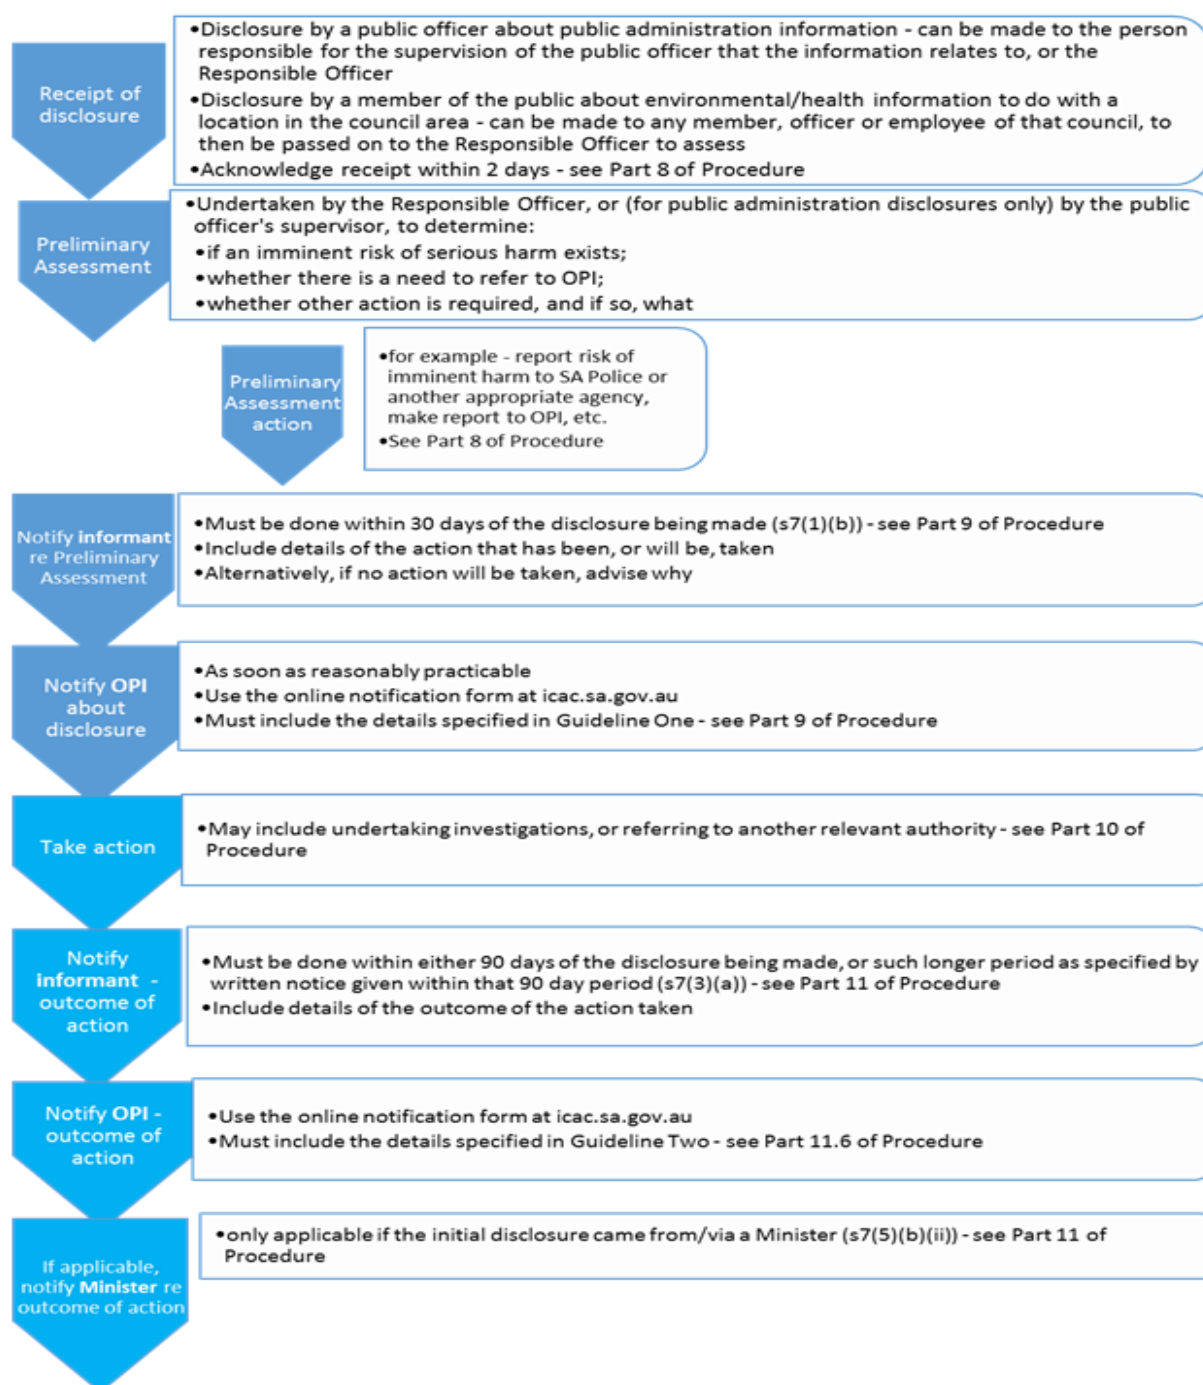 Receipt of
disclosure
•Disclosure by a public officer about public administration information - can be made to the person
responsible for the supervision of the public officer that the information relates to, or the
Responsible Officer
•Disclosure by a member of the public about environmental/health information to do with a
location in the council area - can be made to any member, officer or employee of that council, to
then be passed on to the Responsible Officer to assess
•Acknowledge receipt within 2 days - see Part 8 of Procedure
Preliminary
Assessment
•Undertaken by the Responsible Officer, or (for public administration disclosures only) by the public
officer's supervisor, to determine:
•if an imminent risk of serious harm exists;
•whether there is a need to refer to OPI;
•whether other action is required, and if so, what
Preliminary
Assessment
action
•for example - report risk of
imminent harm to SA Police or
another appropriate agency,
make report to OPI, etc.
•See Part 8 of Procedure
Notify informant
re Preliminary
Assessment
•Must be done within 30 days of the disclosure being made (s7(1)(b)) - see Part 9 of Procedure
•Include details of the action that has been, or will be, taken
•Alternatively, if no action will be taken, advise why
Notify OPI
about
disclosure
•As soon as reasonably practicable
•Use the online notification form at icac.sa.gov.au
•Must include the details specified in Guideline One - see Part 9 of Procedure
Take action
•May include undertaking investigations, or referring to another relevant authority - see Part 10 of
Procedure
Notify
informant -
outcome of
action
•Must be done within either 90 days of the disclosure being made, or such longer period as specified by
written notice given within that 90 day period (s7(3)(a)) - see Part 11 of Procedure
•Include details of the outcome of the action taken
Notify OPI -
outcome of
action
•Use the online notification form at icac.sa.gov.au
•Must include the details specified in Guideline Two - see Part 11.6 of Procedure
If applicable,
notify Minister re
outcome of action
•only applicable if the initial disclosure came from/via a Minister (s7(5)(b)(ii)) - see Part 11 of
Procedure